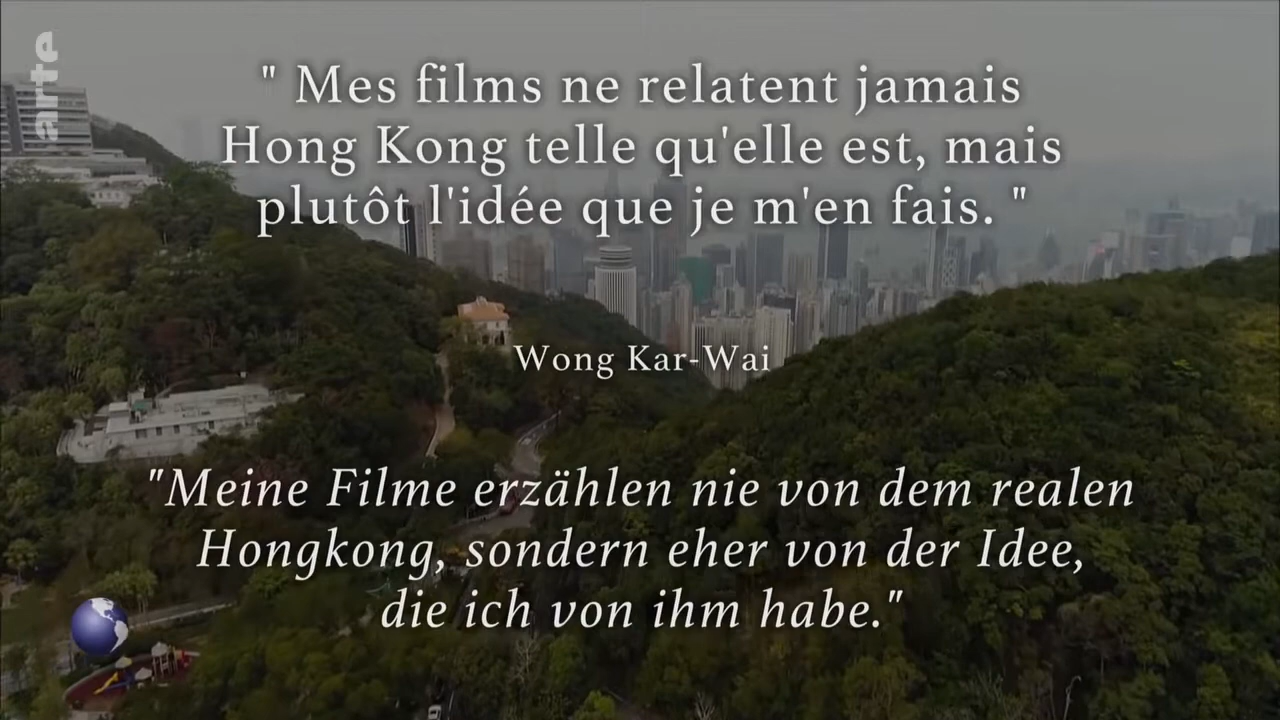 arte
" Mes films ne relatent jamais
Hong Kong telle qu'elle est, mais
plutôt l'idée que je m'en fais. "
Wong Kar-Wai
"Meine Filme erzählen nie von dem realen
Hongkong, sondern eher von der Idee,
die ich von ihm habe."